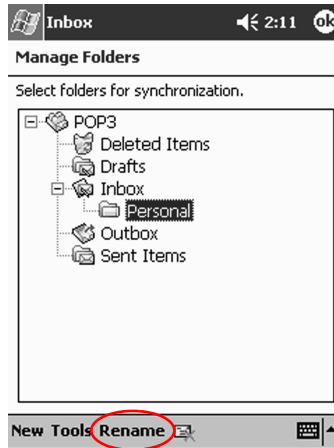 Inbox 2:11 ok
Manage Folders
Select folders for synchronization.
POP3
Deleted Items
Drafts
Inbox
Personal
Outbox
Sent Items
New Tools Rename